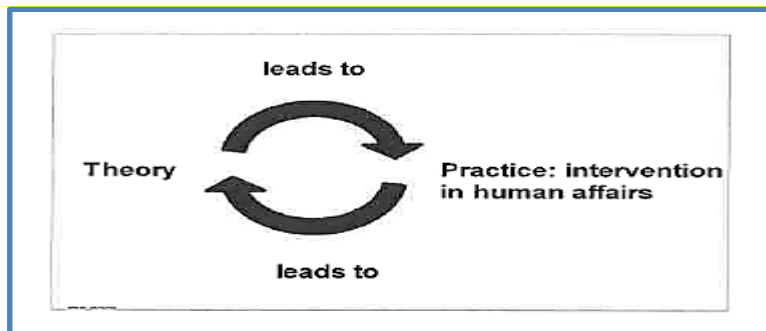 leads to
Theory
Practice: intervention
in human affairs
leads to